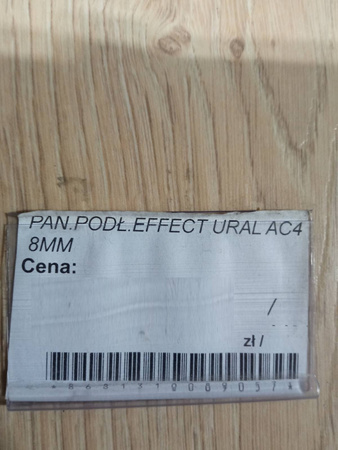 PAN.PODŁ.EFFECT URAL AC4
8MM
Cena:
/
zł /